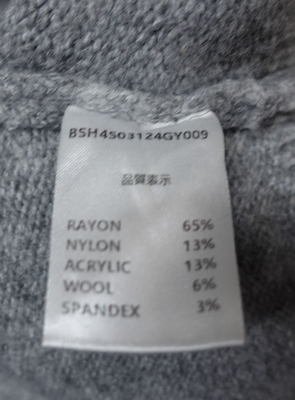 BSH4503124GY009
品質表示
RAYON 65%
NYLON 13%
ACRYLIC 13%
WOOL 6%
SPANDEX 3%